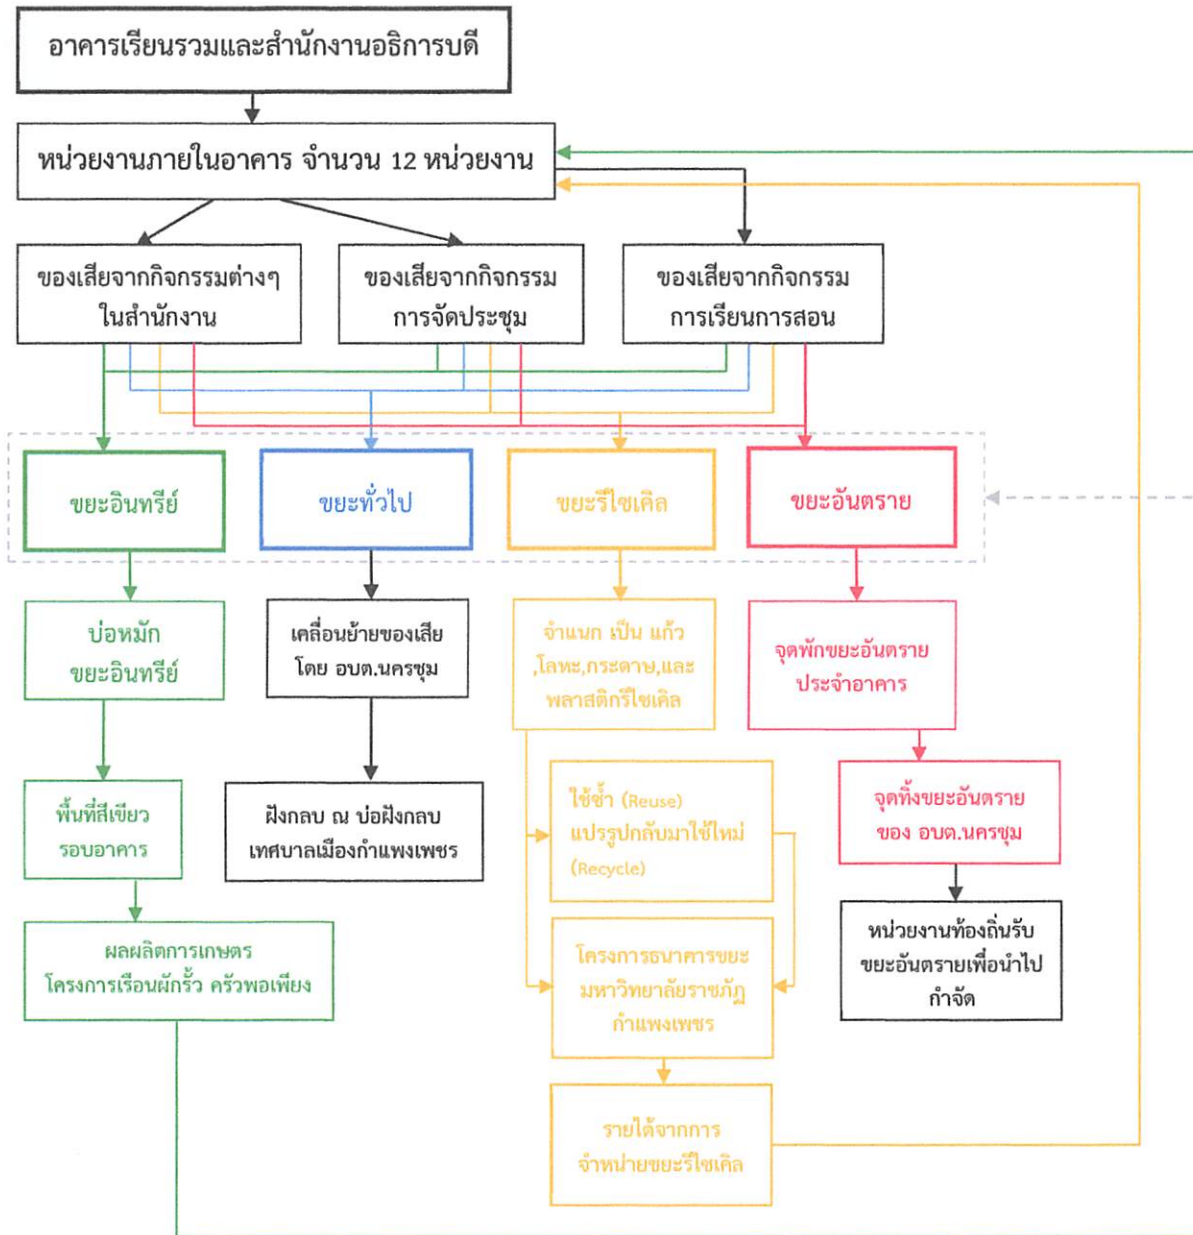 อาคารเรียนรวมและสำนักงานอธิการบดี
หน่วยงานภายในอาคาร จำนวน 12 หน่วยงาน
ของเสียจากกิจกรรมต่างๆ
ในสำนักงาน
ของเสียจากกิจกรรม
การจัดประชุม
ของเสียจากกิจกรรม
การเรียนการสอน
ขยะอินทรีย์
ขยะทั่วไป
ขยะรีไซเคิล
ขยะอันตราย
บ่อหมัก
ขยะอินทรีย์
เคลื่อนย้ายของเสีย
โดย อบต.นครชุม
จำแนก เป็น แก้ว
,โลหะ,กระดาษ,และ
พลาสติกรีไซเคิล
จุดพักขยะอันตราย
ประจำอาคาร
พื้นที่สีเขียว
รอบอาคาร
ฝังกลบ ณ บ่อฝังกลบ
เทศบาลเมืองกำแพงเพชร
ใช้ซ้ำ (Reuse)
แปรรูปกลับมาใช้ใหม่
(Recycle)
จุดทิ้งขยะอันตราย
ของ อบต.นครชุม
ผลผลิตการเกษตร
โครงการเรือนผักรั้ว ครัวพอเพียง
โครงการธนาคารขยะ
มหาวิทยาลัยราชภัฏ
กำแพงเพชร
หน่วยงานท้องถิ่นรับ
ขยะอันตรายเพื่อนำไป
กำจัด
รายได้จากการ
จำหน่ายขยะรีไซเคิล